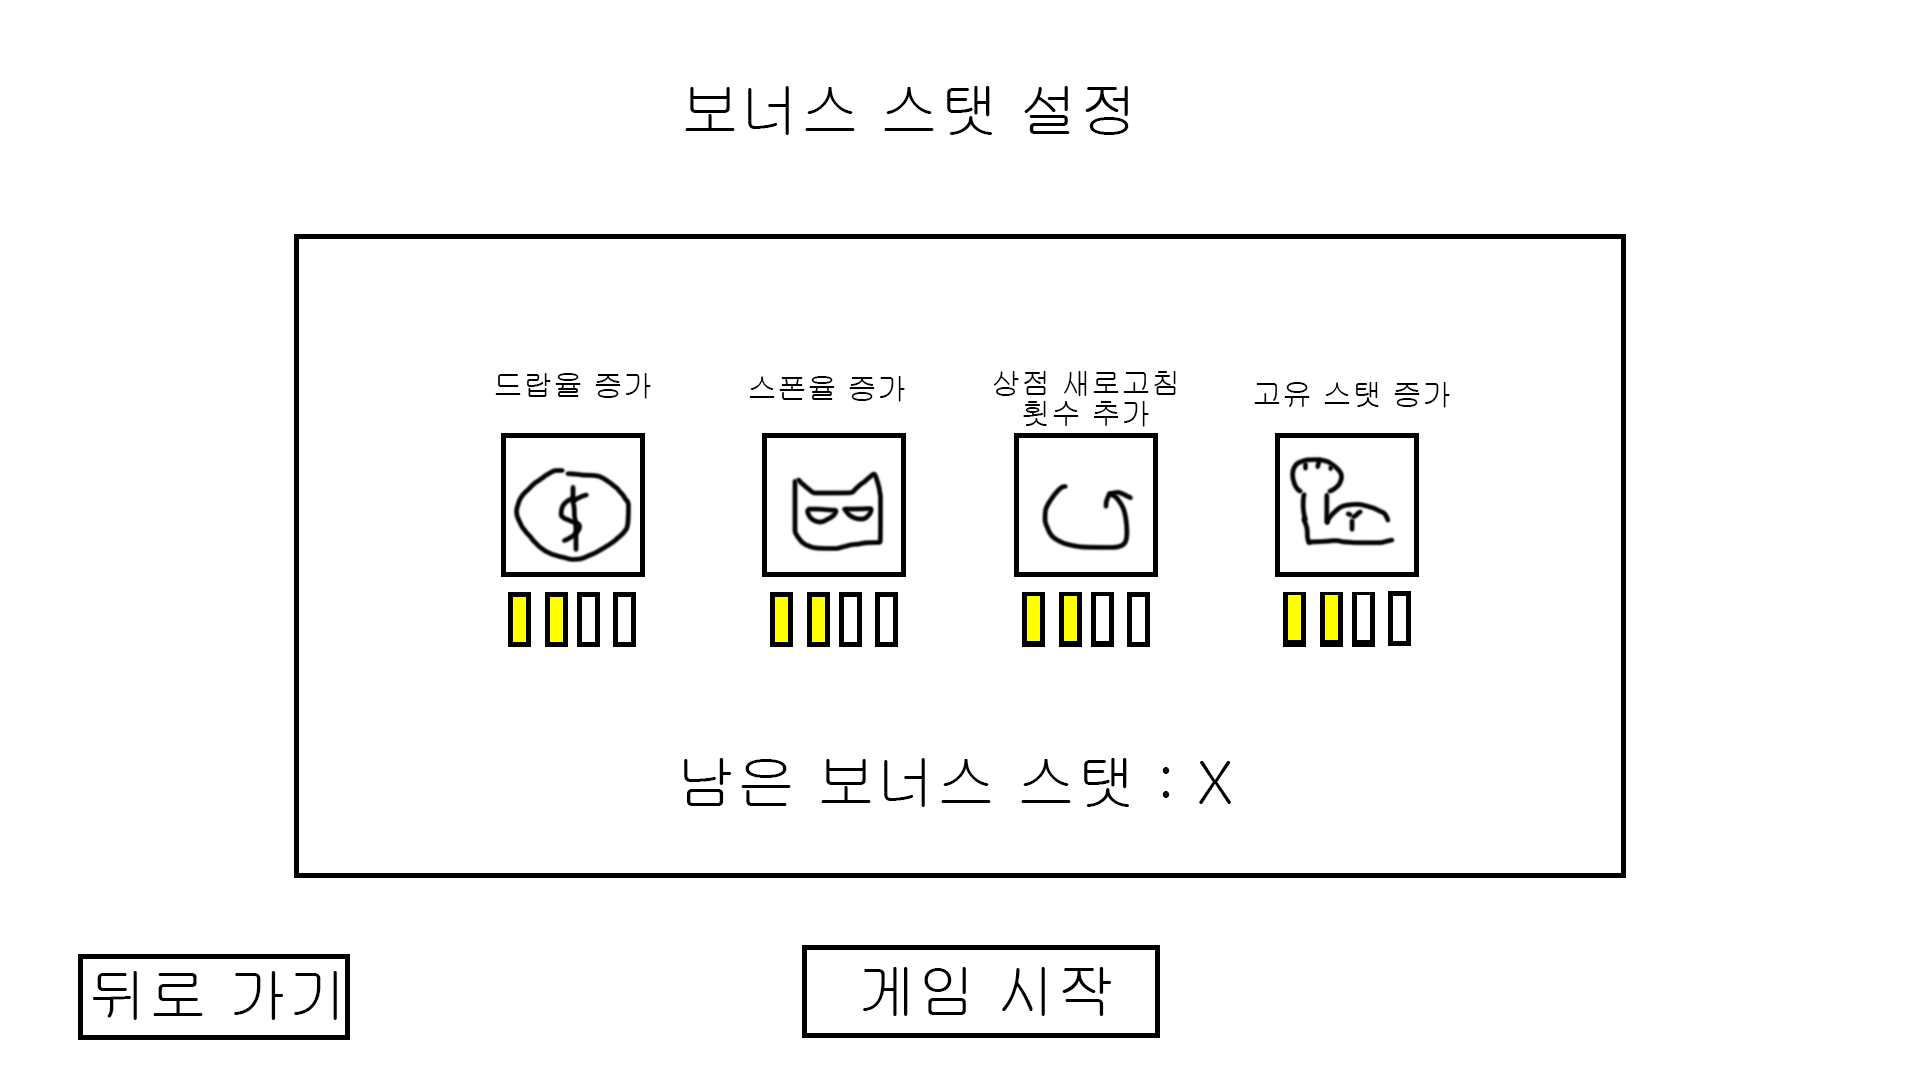 보너스 스탯 설정
드랍율 증가
스폰율 증가
상점 새로고침
횟수 추가
고유 스탯 증가
$
남은 보너스 스탯 : X
뒤로 가기
게임 시작